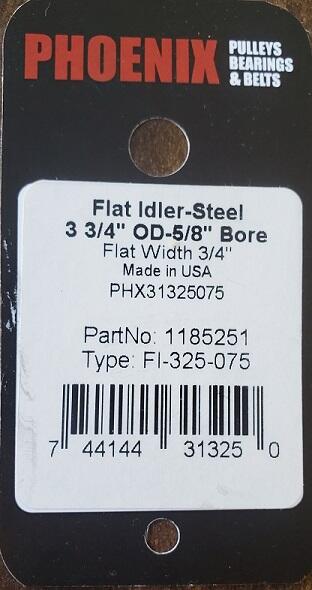 PHOENIX
PULLEYS
BEARINGS
& BELTS
Flat Idler-Steel
3 3/4" OD-5/8" Bore
Flat Width 3/4"
Made in USA
PHX31325075
PartNo: 1185251
Type: FI-325-075
7 44144 31325 0